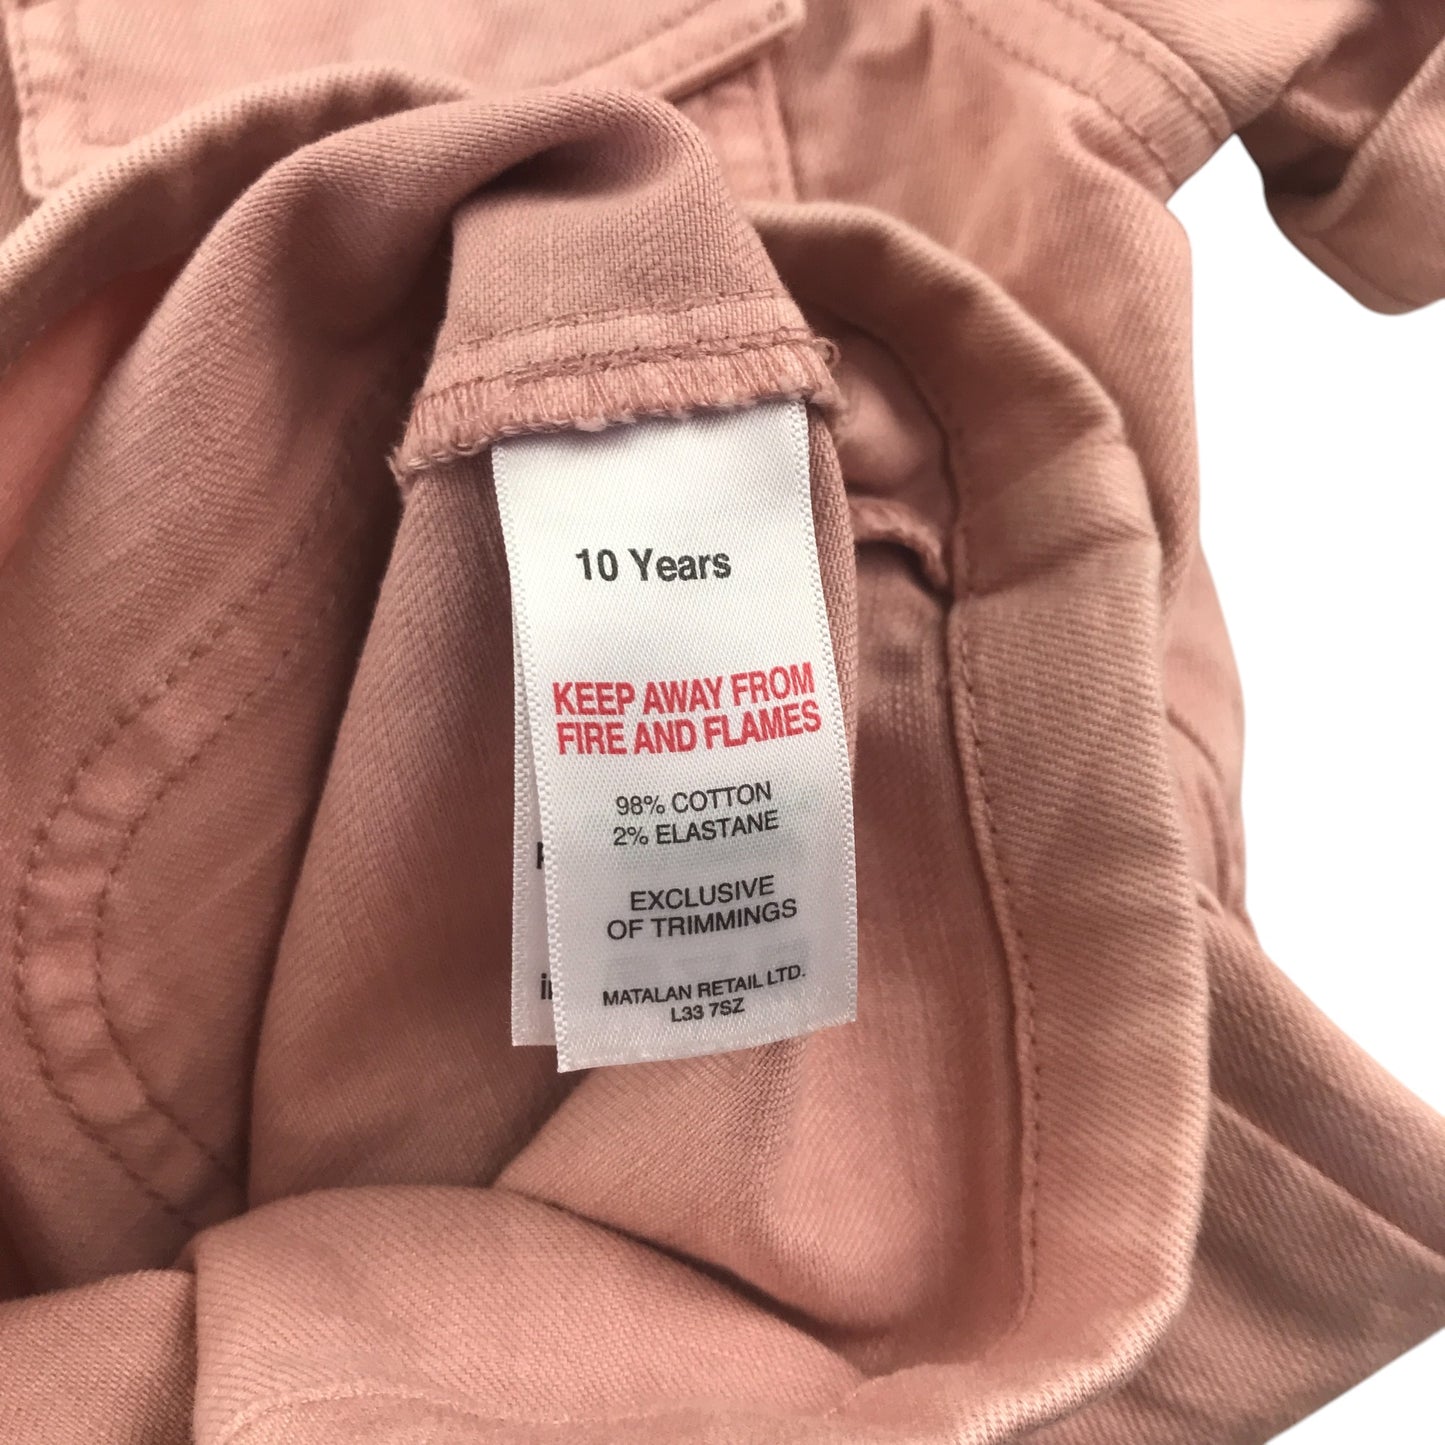 10 Years
KEEP AWAY FROM
FIRE AND FLAMES
98% COTTON
2% ELASTANE
EXCLUSIVE
OF TRIMMINGS
MATALAN RETAIL LTD.
L33 7SZ